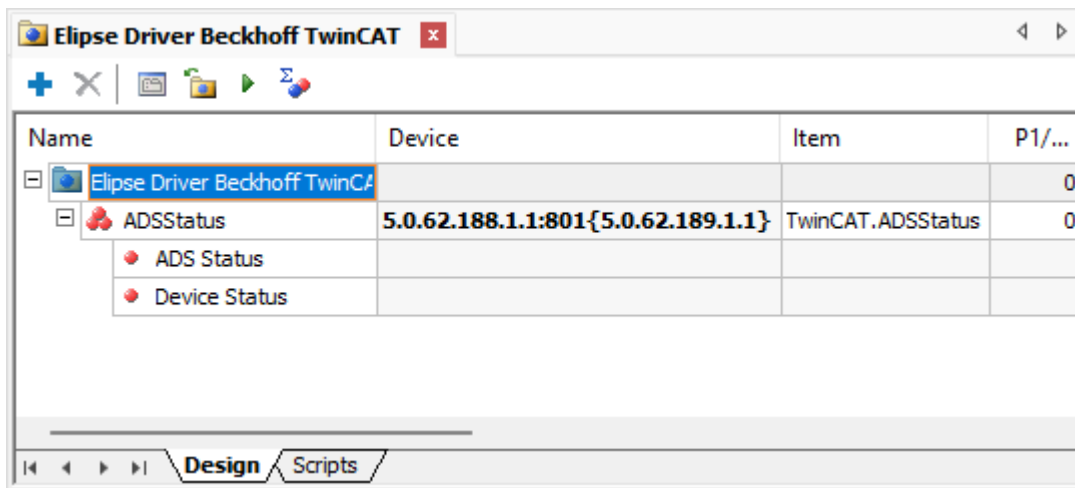 Elipse Driver Beckhoff TwinCAT x
Name Device Item P1/...
Elipse Driver Beckhoff TwinCA 0
ADSStatus 5.0.62.188.1.1:801{5.0.62.189.1.1} TwinCAT.ADSStatus 0
ADS Status
Device Status
Design Scripts